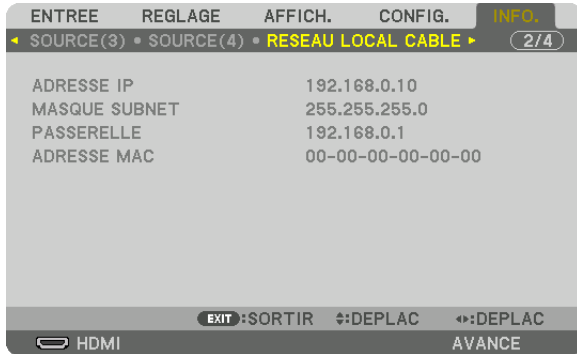 ENTREE REGLAGE AFFICH. CONFIG. INFO.
◄ SOURCE(3) • SOURCE(4) • RESEAU LOCAL CABLE ► 2/4
ADRESSE IP 192.168.0.10
MASQUE SUBNET 255.255.255.0
PASSERELLE 192.168.0.1
ADRESSE MAC 00-00-00-00-00-00
EXIT:SORTIR :DEPLAC :DEPLAC
HDMI AVANCE